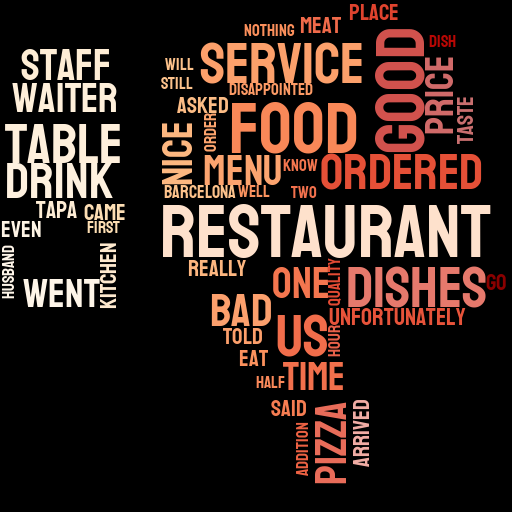 PLACE
NOTHING
MEAT
DISH
STAFF
WILL
SERVICE
GOOD
PRICE
STILL
DISAPPOINTED
WAITER
ASKED
ORDER
FOOD
TASTE
TABLE
NICE
MENU
KNOW
ORDERED
DRINK
BARCELONA
WELL
TWO
TAPA
CAME
RESTAURANT
EVEN
FIRST
HUSBAND
KITCHEN
REALLY
ONE
QUALITY
DISHES
GO
WENT
BAD
US
HOUR
UNFORTUNATELY
TOLD
EAT
HALF
TIME
SAID
ADDITION
PIZZA
ARRIVED